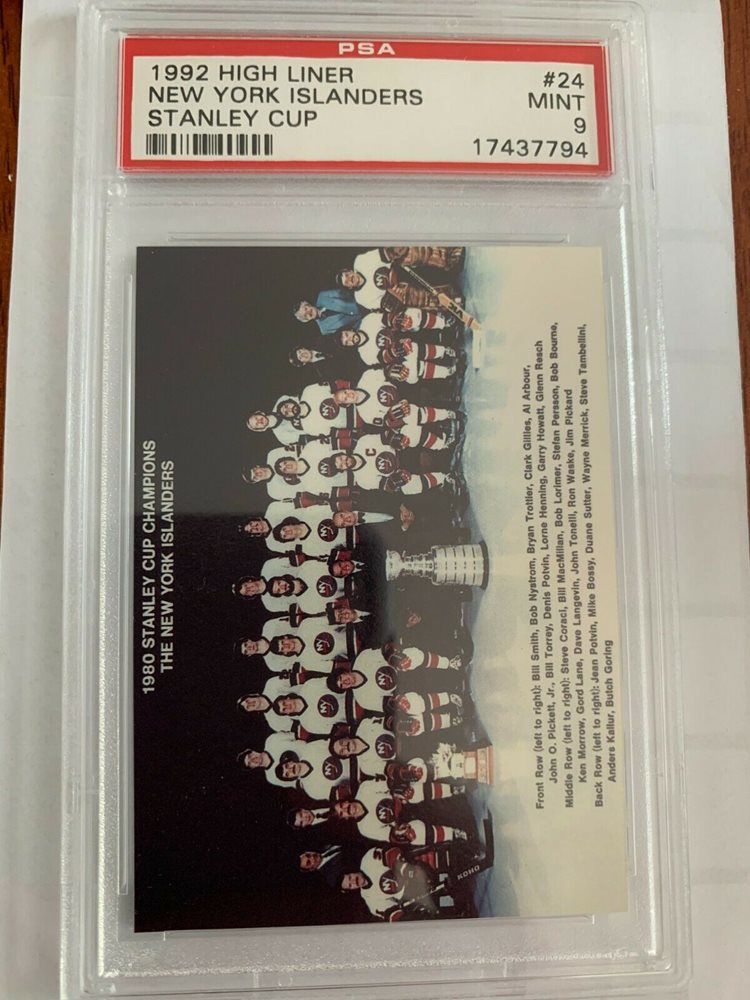 PSA
1992 HIGH LINER #24
NEW YORK ISLANDERS MINT
STANLEY CUP 9
17437794
1980 STANLEY CUP CHAMPIONS
THE NEW YORK ISLANDERS
Front Row (left to right): Bill Smith, Bob Nystrom, Bryan Trottier, Clark Gillies, Al Arbour,
John O. Pickett, Jr., Bill Torrey, Denis Potvin, Lorne Henning, Garry Howatt, Glenn Resch
Middle Row (left to right): Steve Coraci, Bill MacMillan, Bob Lorimer, Stefan Persson, Bob Bourne,
Ken Morrow, Gord Lane, Dave Langevin, John Tonelli, Ron Waske, Jim Pickard
Back Row (left to right): Jean Potvin, Mike Bossy, Duane Sutter, Wayne Merrick, Steve Tambellini,
Anders Kallur, Butch Goring
KOHO
C